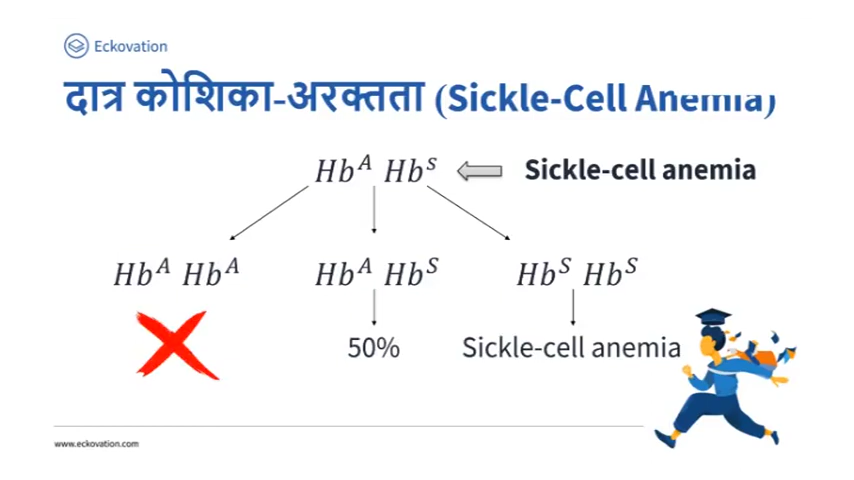 Eckovation
दात्र कोशिका-अरक्तता (Sickle-Cell Anemia)
Hb^A Hb^S Sickle-cell anemia
Hb^A Hb^A Hb^A Hb^S Hb^S Hb^S
50% Sickle-cell anemia
www.eckovation.com